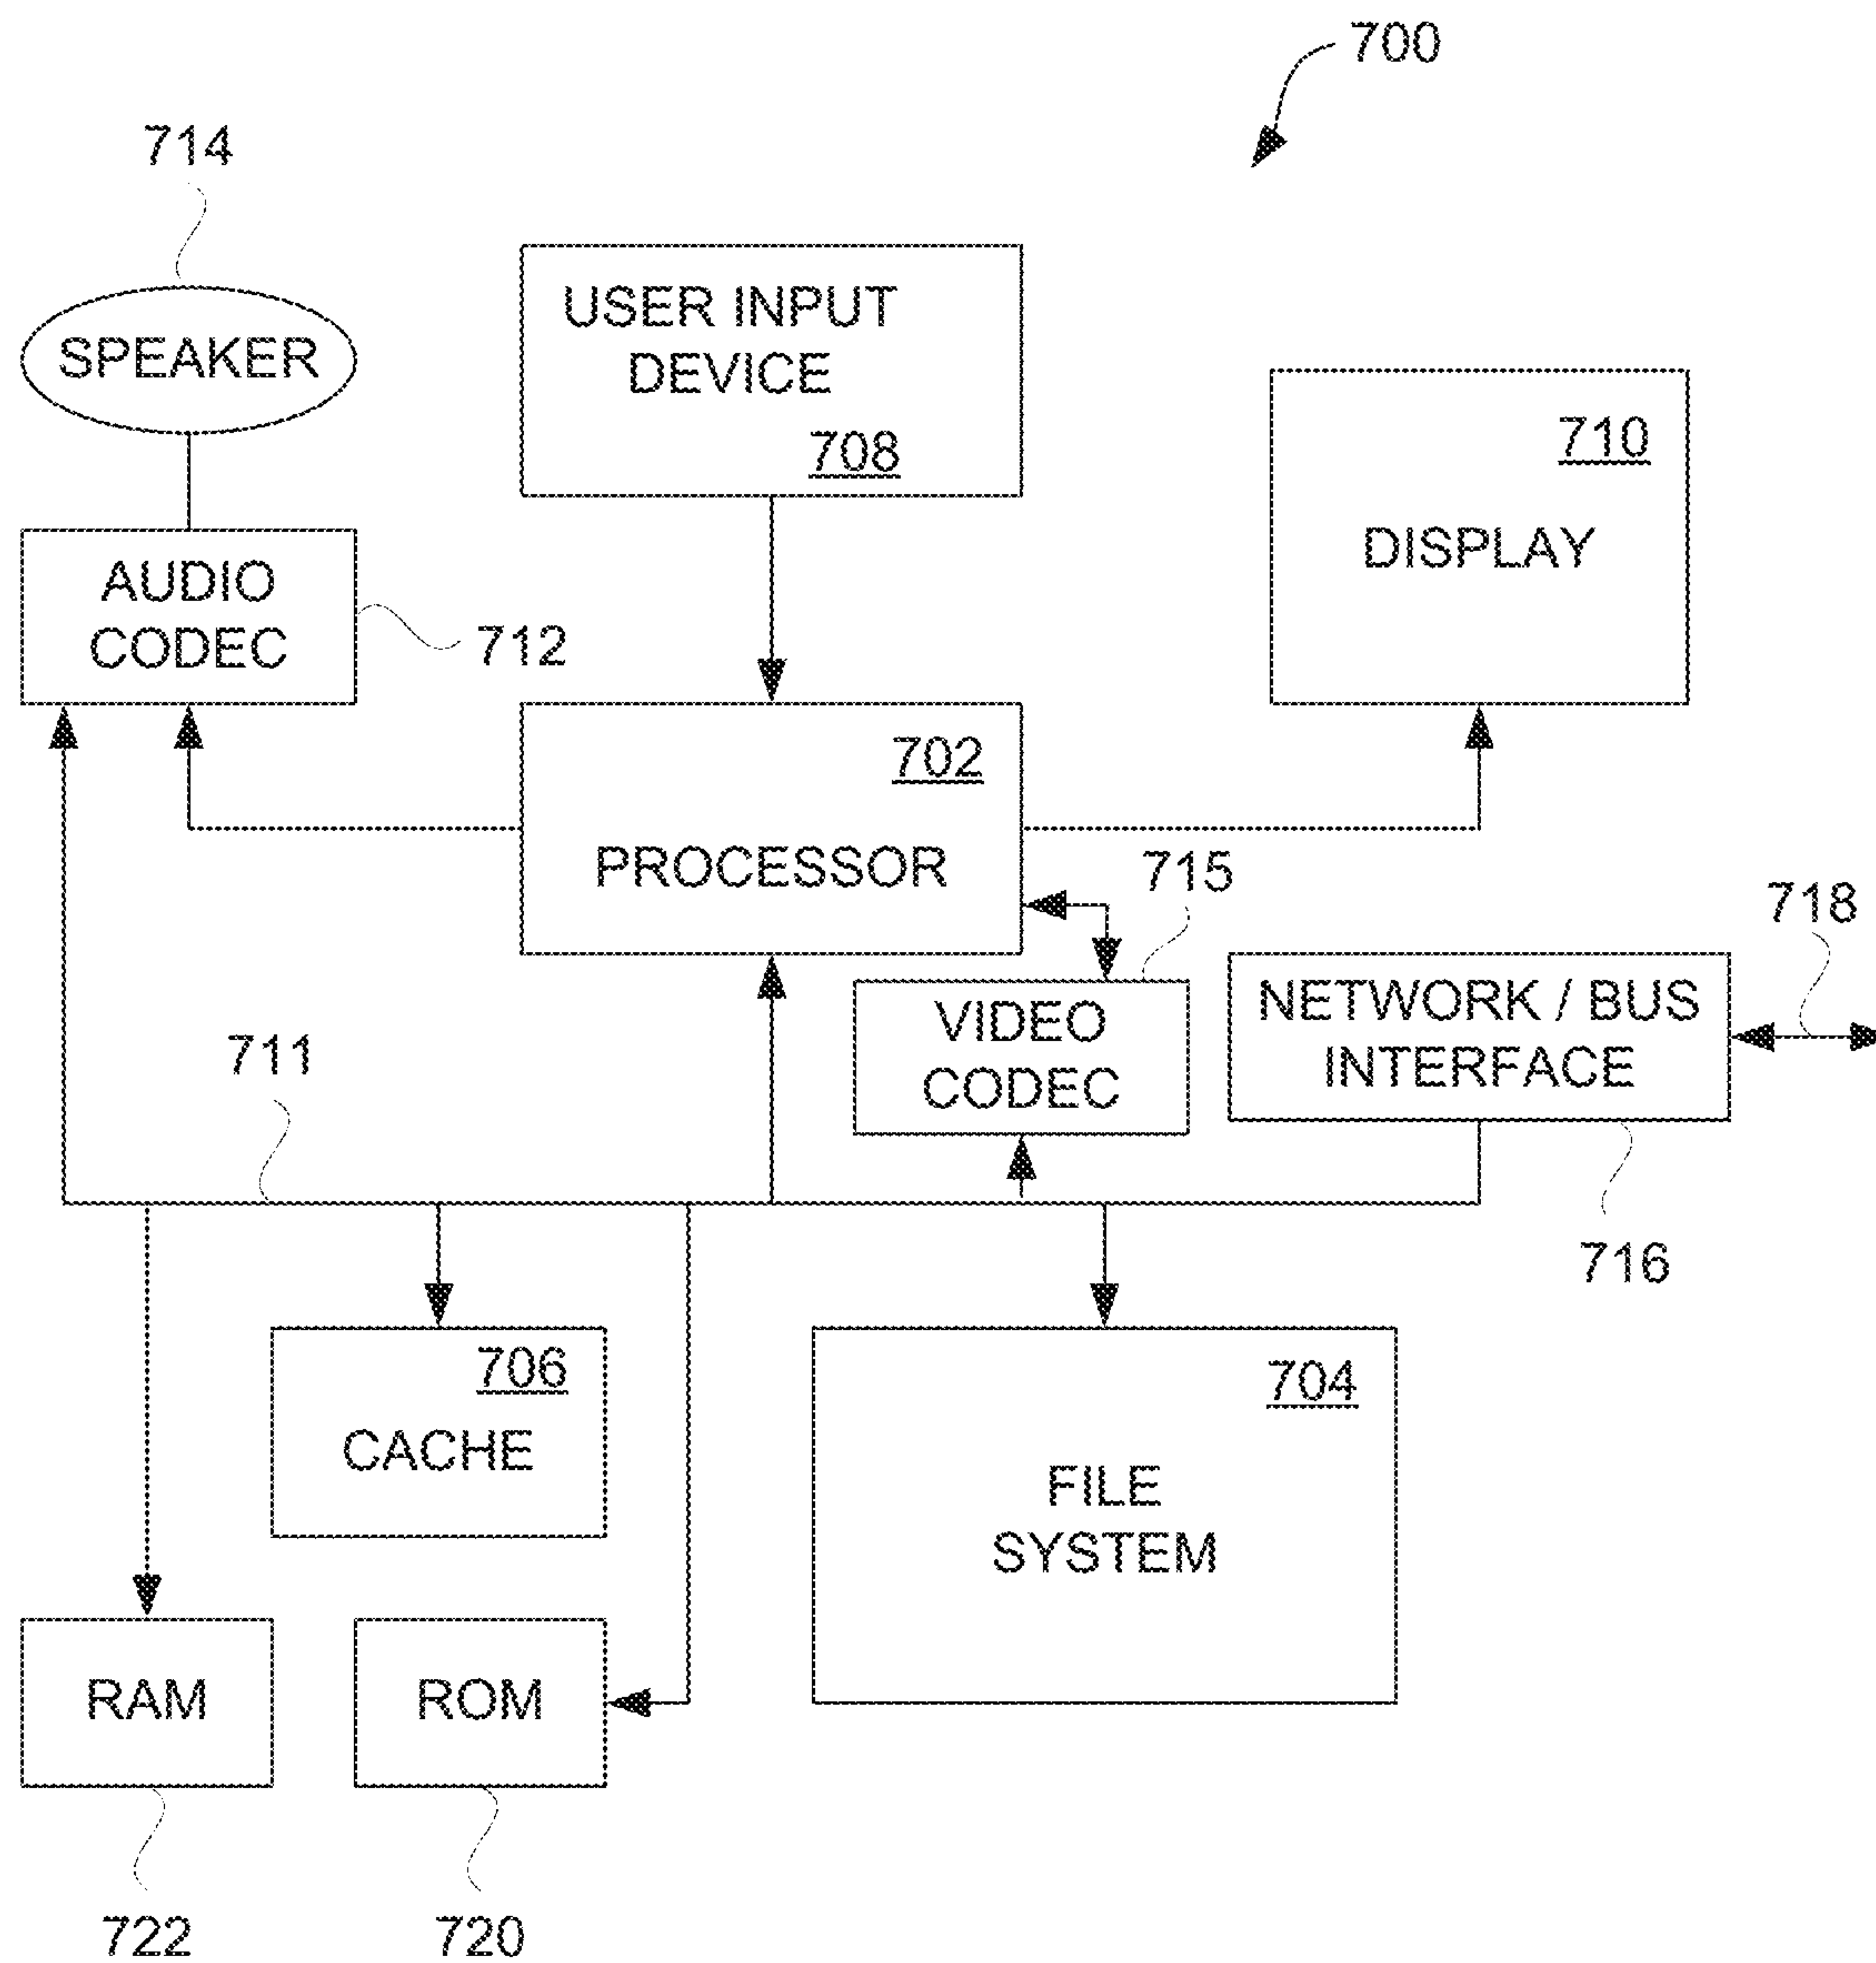 700
714
SPEAKER
USER INPUT
DEVICE
708
710
DISPLAY
AUDIO
CODEC
712
702
PROCESSOR
715
718
VIDEO
CODEC
NETWORK / BUS
INTERFACE
711
716
706
CACHE
704
FILE
SYSTEM
RAM
ROM
722
720